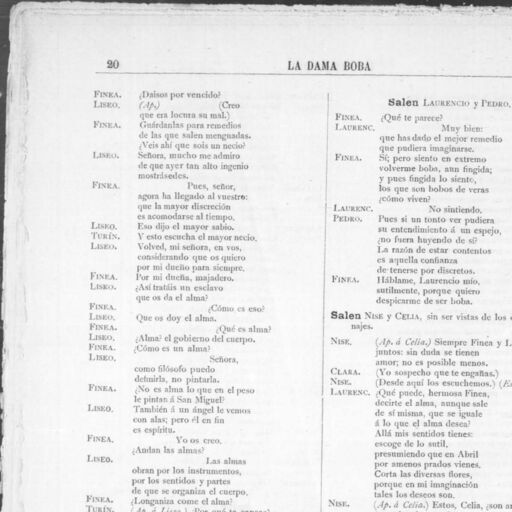 20
LA DAMA BOBA
FINEA. ¿Daisos por vencido?
LISEO. (Ap.) (Creo
que era locura su mal.)
FINEA. Guárdanlas para remedios
de las que salen menguadas.
¿Veis ahí que sois un necio?
LISEO. Señora, mucho me admiro
de que ayer tan alto ingenio
mostrásedes.
FINEA. Pues, señor,
agora ha llegado al vuestro:
que la mayor discreción
es acomodarse al tiempo.
LISEO. Eso dijo el mayor sabio.
TURÍN. Y esto escucha el mayor necio.
LISEO. Volved, mi señora, en vos,
considerando que os quiero
por mi dueño para siempre.
FINEA. Por mi dueña, majadero.
LISEO. ¿Así tratáis un esclavo
que os da el alma?
FINEA. ¿Cómo es eso?
LISEO. Que os doy el alma.
FINEA. ¿Qué es alma?
LISEO. ¿Alma? el gobierno del cuerpo.
FINEA. ¿Cómo es un alma?
LISEO. Señora,
como filósofo puedo
definirla, no pintarla.
FINEA. ¿No es alma lo que en el peso
le pintan á San Miguel?
LISEO. También á un ángel le vemos
con alas; pero él en fin
es espíritu.
FINEA. Yo os creo.
¿Andan las almas?
LISEO. Las almas
obran por los instrumentos,
por los sentidos y partes
de que se organiza el cuerpo.
FINEA. ¿Longaniza come el alma?
TURÍN. (Ap. á Liseo.) ¿Por qué te cansas?
Salen LAURENCIO y PEDRO.
FINEA. ¿Qué te parece?
LAURENC. Muy bien:
que has dado el mejor remedio
que pudiera imaginarse.
FINEA. Sí; pero siento en extremo
volverme boba, aun fingida;
y pues fingida lo siento,
los que son bobos de veras
¿cómo viven?
LAURENC. No sintiendo.
PEDRO. Pues si un tonto ver pudiera
su entendimiento á un espejo,
¿no fuera huyendo de sí?
La razón de estar contentos
es aquella confianza
de tenerse por discretos.
FINEA. Háblame, Laurencio mío,
sutilmente, porque quiero
despicarme de ser boba.
Salen NISE y CELIA, sin ser vistas de los
najes.
NISE. (Ap. á Celia.) Siempre Finea y L
juntos: sin duda se tienen
amor; no es posible menos.
CLARA. (Yo sospecho que te engañas.)
NISE. (Desde aquí los escuchemos.)
LAURENC. ¿Qué puede, hermosa Finea,
decirte el alma, aunque sale
de sí misma, que se iguale
á lo que el alma desea?
Allá mis sentidos tienes:
escoge de lo sutil,
presumiendo que en Abril
por amenos prados vienes.
Corta las diversas flores,
porque en mi imaginación
tales los deseos son.
NISE. (Ap. á Celia.) Estos, Celia, ¿son